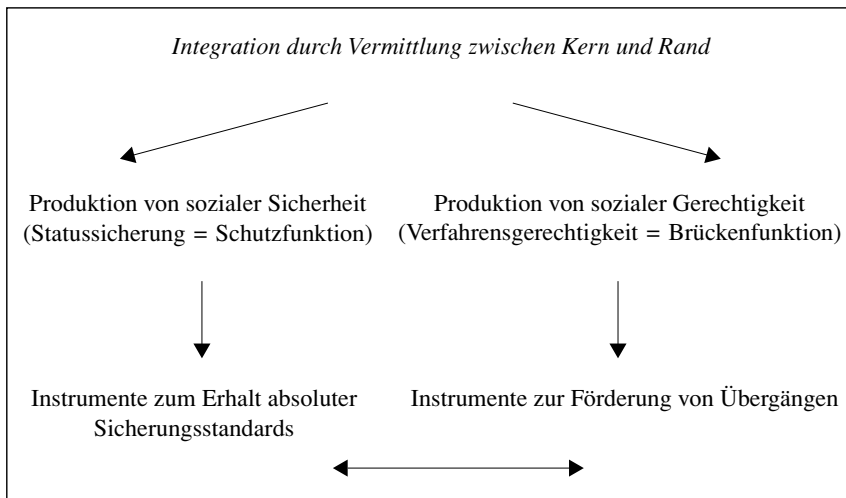 Integration durch Vermittlung zwischen Kern und Rand
Produktion von sozialer Sicherheit
(Statussicherung = Schutzfunktion)
Produktion von sozialer Gerechtigkeit
(Verfahrensgerechtigkeit = Brückenfunktion)
Instrumente zum Erhalt absoluter
Sicherungsstandards
Instrumente zur Förderung von Übergängen